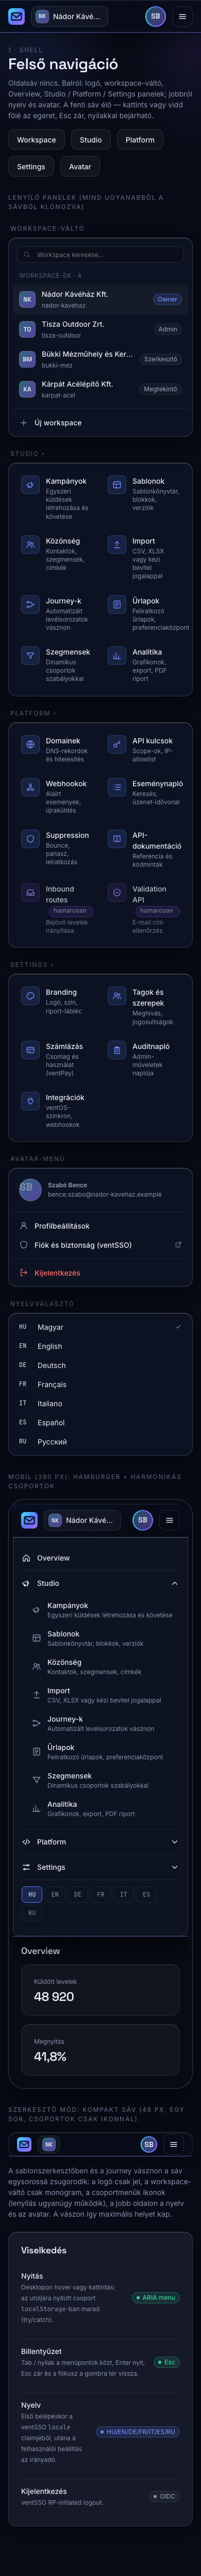 NK Nádor Kávé... SB
1 · SHELL
Felső navigáció
Oldalsáv nincs. Balról: logó, workspace-váltó,
Overview, Studio / Platform / Settings panelek; jobbról
nyelv és avatar. A fenti sáv élő — kattints vagy vidd
fölé az egeret, Esc zár, nyilakkal bejárható.
Workspace Studio Platform
Settings Avatar
LENYÍLÓ PANELEK (MIND UGYANABBÓL A
SÁVBÓL KLÓNOZVA)
WORKSPACE-VÁLTÓ
Workspace keresése...
WORKSPACE-EK · 4
NK Nádor Kávéház Kft. Owner
nador-kavehaz
TO Tisza Outdoor Zrt. Admin
tisza-outdoor
BM Bükki Mézműhely és Ker... Szerkesztő
bukki-mez
KA Kárpát Acélépítő Kft. Megtekintő
karpat-acel
Új workspace
STUDIO
Kampányok
Egyszeri
küldések
létrehozása és
követése
Sablonok
Sablonkönyvtár,
blokkok,
verziók
Közönség
Kontaktok,
szegmensek,
címkék
Import
CSV, XLSX
vagy kézi
bevitel
jogalappal
Journey-k
Automatizált
levélsorozatok
vásznon
Űrlapok
Feliratkozó
űrlapok,
preferenciaközpont
Szegmensek
Dinamikus
csoportok
szabályokkal
Analitika
Grafikonok,
export, PDF
riport
PLATFORM
Domainek
DNS-rekordok
és hitelesítés
API kulcsok
Scope-ok, IP-
allowlist
Webhookok
Aláírt
események,
újraküldés
Eseménynapló
Keresés,
üzenet-idővonal
Suppression
Bounce,
panasz,
leiratkozás
API-
dokumentáció
Referencia és
kódminták
Inbound
routes
hamarosan
Bejövő levelek
irányítása
Validation
API
hamarosan
E-mail cím
ellenőrzés
SETTINGS
Branding
Logó, szín,
riport-lábléc
Tagok és
szerepek
Meghívás,
jogosultságok
Számlázás
Csomag és
használat
(ventPay)
Auditnapló
Admin-
műveletek
naplója
Integrációk
ventOS-
szinkron,
webhookok
AVATAR-MENÜ
SB Szabó Bence
bence.szabo@nador-kavehaz.example
Profilbeállítások
Fiók és biztonság (ventSSO)
Kijelentkezés
NYELVVÁLASZTÓ
HU Magyar
EN English
DE Deutsch
FR Français
IT Italiano
ES Español
RU Русский
MOBIL (390 PX): HAMBURGER + HARMONIKÁS
CSOPORTOK
NK Nádor Kávé... SB
Overview
Studio
Kampányok
Egyszeri küldések létrehozása és követése
Sablonok
Sablonkönyvtár, blokkok, verziók
Közönség
Kontaktok, szegmensek, címkék
Import
CSV, XLSX vagy kézi bevitel jogalappal
Journey-k
Automatizált levélsorozatok vásznon
Űrlapok
Feliratkozó űrlapok, preferenciaközpont
Szegmensek
Dinamikus csoportok szabályokkal
Analitika
Grafikonok, export, PDF riport
Platform
Settings
HU EN DE FR IT ES
RU
Overview
Küldött levelek
48 920
Megnyitás
41,8%
SZERKESZTŐ MÓD: KOMPAKT SÁV (48 PX, EGY
SOR, CSOPORTOK CSAK IKONNAL)
NK SB
A sablonszerkesztőben és a journey vásznon a sáv
egysorossá zsugorodik: a logó csak jel, a workspace-
váltó csak monogram, a csoportmenük ikonok
(lenyílás ugyanúgy működik), a jobb oldalon a nyelv
és az avatar. A vászon így maximális helyet kap.
Viselkedés
Nyitás
Desktopon hover vagy kattintás;
az utoljára nyitott csoport
localStorage-ban marad
(try/catch).
ARIA menu
Billentyűzet
Tab / nyilak a menüpontok közt, Enter nyit,
Esc zár és a fókusz a gombra tér vissza.
Esc
Nyelv
Első belépéskor a
ventSSO locale
claimjéből, utána a
felhasználói beállítás
az irányadó.
HU/EN/DE/FR/IT/ES/RU
Kijelentkezés
ventSSO RP-initiated logout.
OIDC